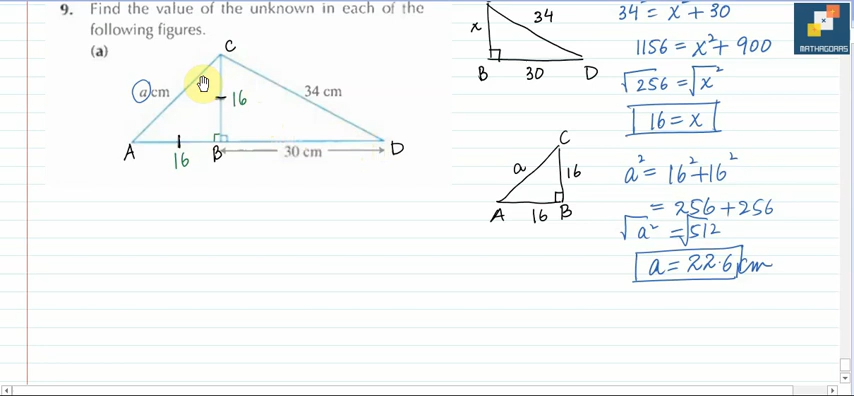 9. Find the value of the unknown in each of the
following figures.
(a)
C
a cm
16
34 cm
A
16
B
30 cm
D
x
34
B
30
D
34² = x² + 30
1156 = x² + 900
√256 = √x²
16 = x
C
a
16
A
16
B
a² = 16² + 16²
= 256 + 256
√a² = √512
a = 22.6 cm
MATHAGORAS